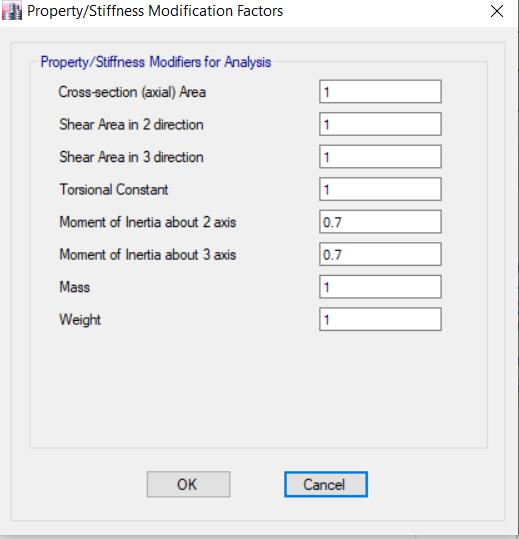 Property/Stiffness Modification Factors
Property/Stiffness Modifiers for Analysis
Cross-section (axial) Area 1
Shear Area in 2 direction 1
Shear Area in 3 direction 1
Torsional Constant 1
Moment of Inertia about 2 axis 0.7
Moment of Inertia about 3 axis 0.7
Mass 1
Weight 1
OK Cancel